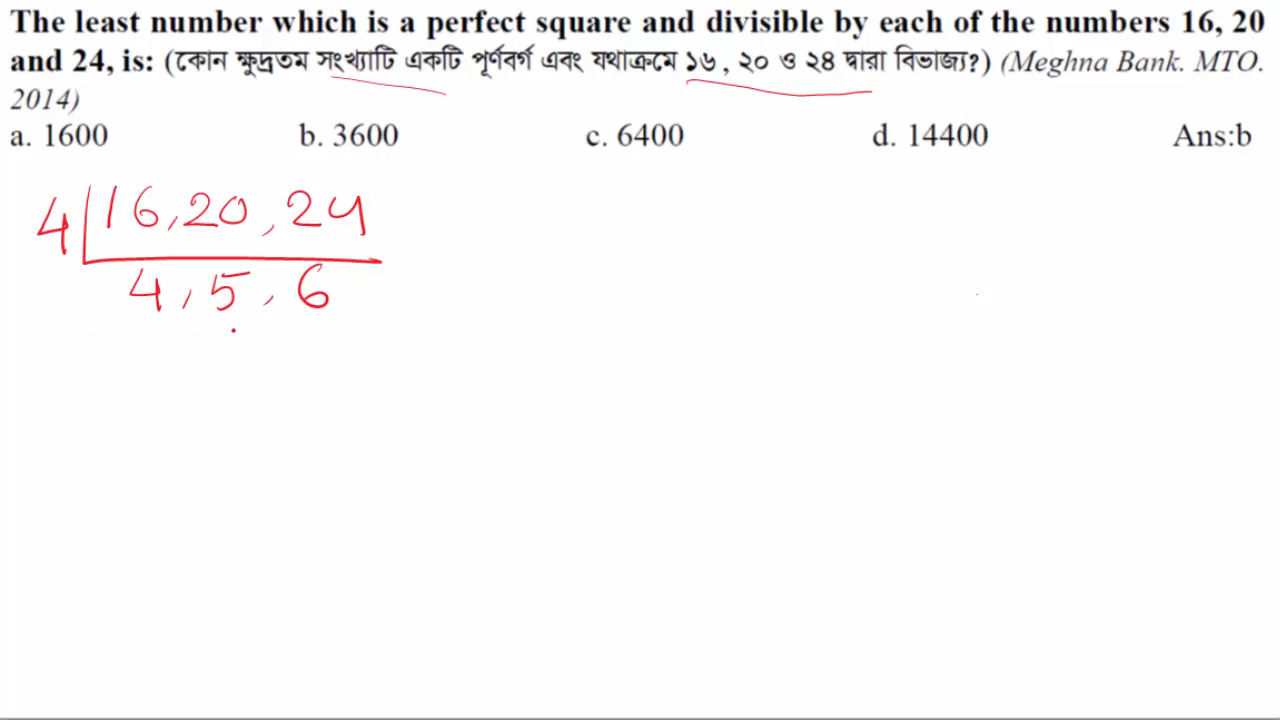 The least number which is a perfect square and divisible by each of the numbers 16, 20
and 24, is: (কোন ক্ষুদ্রতম সংখ্যাটি একটি পূর্ণবর্গ এবং যথাক্রমে ১৬, ২০ ও ২৪ দ্বারা বিভাজ্য?) (Meghna Bank. MTO.
2014)
a. 1600 b. 3600 c. 6400 d. 14400 Ans:b
4 16, 20, 24
4, 5, 6